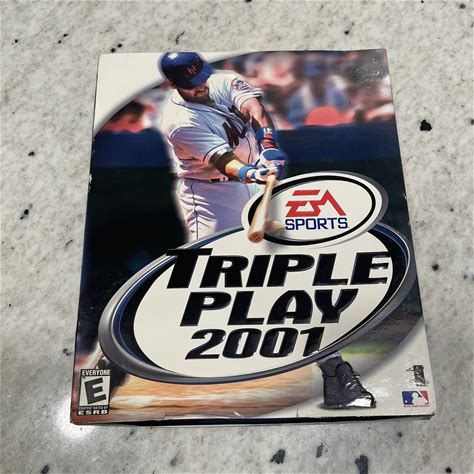 EA
SPORTS
TRIPLE
PLAY
2001
EVERYONE
E
CONTENT RATED BY
ESRB